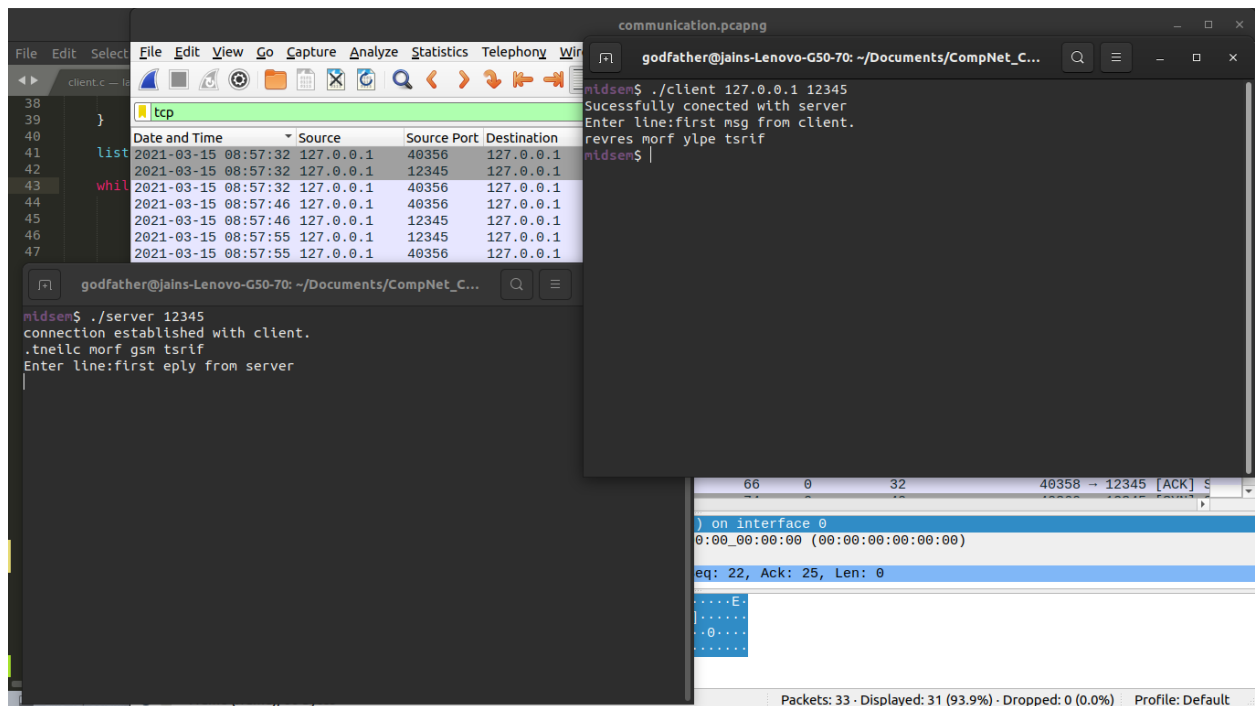 communication.pcapng
File Edit Select
File Edit View Go Capture Analyze Statistics Telephony Wir
godfather@jains-Lenovo-G50-70: ~/Documents/CompNet_C...
client.c — la
midsem$ ./client 127.0.0.1 12345
Sucessfully conected with server
Enter line:first msg from client.
revres morf ylpe tsrif
midsem$
tcp
Date and Time Source Source Port Destination
2021-03-15 08:57:32 127.0.0.1 40356 127.0.0.1
2021-03-15 08:57:32 127.0.0.1 12345 127.0.0.1
2021-03-15 08:57:32 127.0.0.1 40356 127.0.0.1
2021-03-15 08:57:46 127.0.0.1 40356 127.0.0.1
2021-03-15 08:57:46 127.0.0.1 12345 127.0.0.1
2021-03-15 08:57:55 127.0.0.1 12345 127.0.0.1
2021-03-15 08:57:55 127.0.0.1 40356 127.0.0.1
38
39 }
40
41 list
42
43 whil
44
45
46
47
godfather@jains-Lenovo-G50-70: ~/Documents/CompNet_C...
midsem$ ./server 12345
connection established with client.
.tneilc morf gsm tsrif
Enter line:first eply from server
66 0 32 40358 → 12345 [ACK] S
) on interface 0
0:00_00:00:00 (00:00:00:00:00:00)
eq: 22, Ack: 25, Len: 0
·····E·
]······
··0····
·······
Packets: 33 · Displayed: 31 (93.9%) · Dropped: 0 (0.0%) Profile: Default